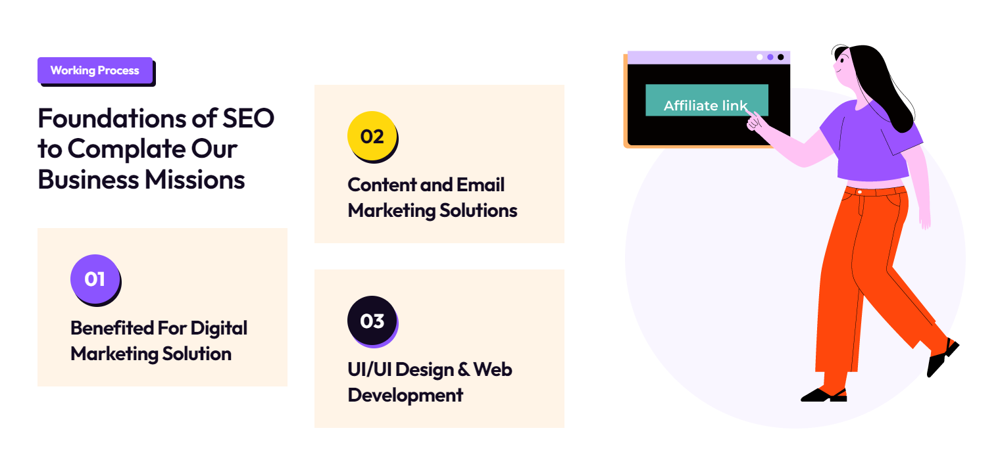 Working Process
Foundations of SEO
to Complate Our
Business Missions
01
Benefited For Digital
Marketing Solution
02
Content and Email
Marketing Solutions
03
UI/UI Design & Web
Development
Affiliate link